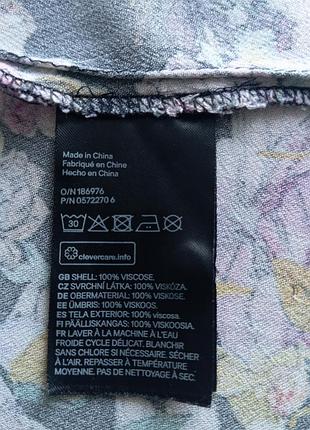 Made in China
Fabriqué en Chine
Hecho en China
O/N 186976
P/N 0572270 6
30
clevercare.info
GB SHELL: 100% VISCOSE.
CZ SVRCHNÍ LÁTKA: 100% VISKÓZA.
DE OBERMATERIAL: 100% VISKOSE.
EE ÜMBRIS: 100% VISKOOS.
ES TELA EXTERIOR: 100% viscosa.
FI PÄÄLLISKANGAS: 100% VISKOOSIA.
FR LAVER À LA MACHINE À L'EAU
FROIDE CYCLE DÉLICAT. BLANCHIR
SANS CHLORE SI NÉCESSAIRE. SÉCHER
À L'AIR. REPASSER À TEMPÉRATURE
MOYENNE. PAS DE NETTOYAGE À SEC.